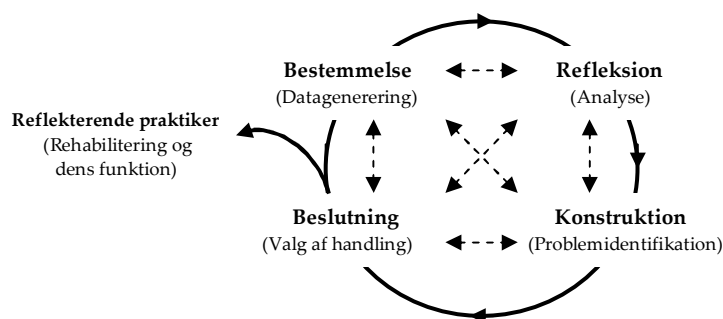 Bestemmelse
(Datagenerering)
Refleksion
(Analyse)
Reflekterende praktiker
(Rehabilitering og
dens funktion)
Beslutning
(Valg af handling)
Konstruktion
(Problemidentifikation)